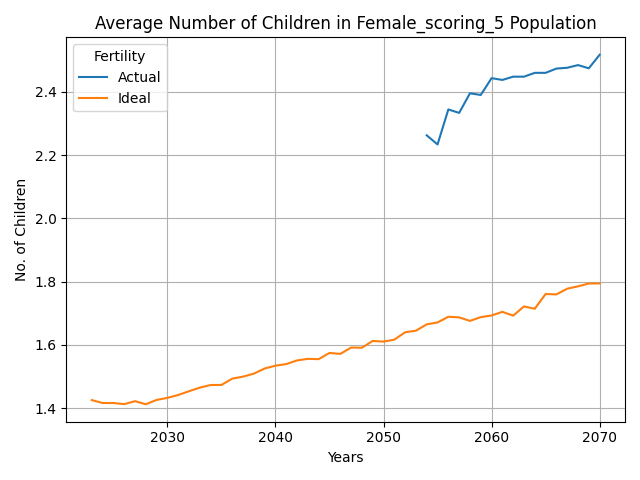 Average Number of Children in Female_scoring_5 Population
Fertility
Actual
Ideal
No. of Children
2.4
2.2
2.0
1.8
1.6
1.4
2030 2040 2050 2060 2070
Years